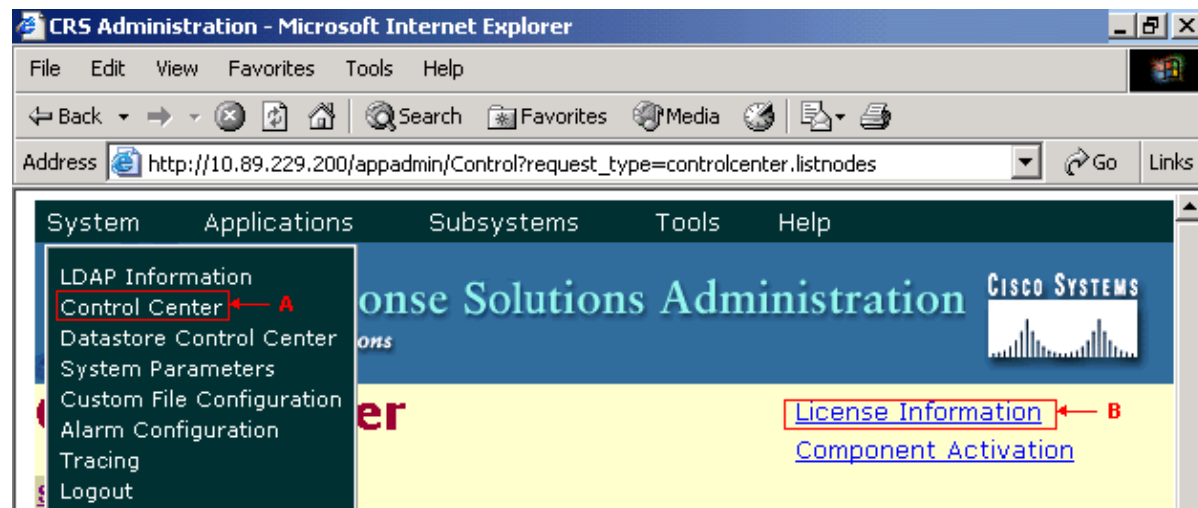 CRS Administration - Microsoft Internet Explorer
File Edit View Favorites Tools Help
Back Search Favorites Media
Address http://10.89.229.200/appadmin/Control?request_type=controlcenter.listnodes Go Links
System Applications Subsystems Tools Help
LDAP Information
Control Center A
Datastore Control Center
System Parameters
Custom File Configuration
Alarm Configuration
Tracing
Logout
Solutions Administration
CISCO SYSTEMS
License Information B
Component Activation